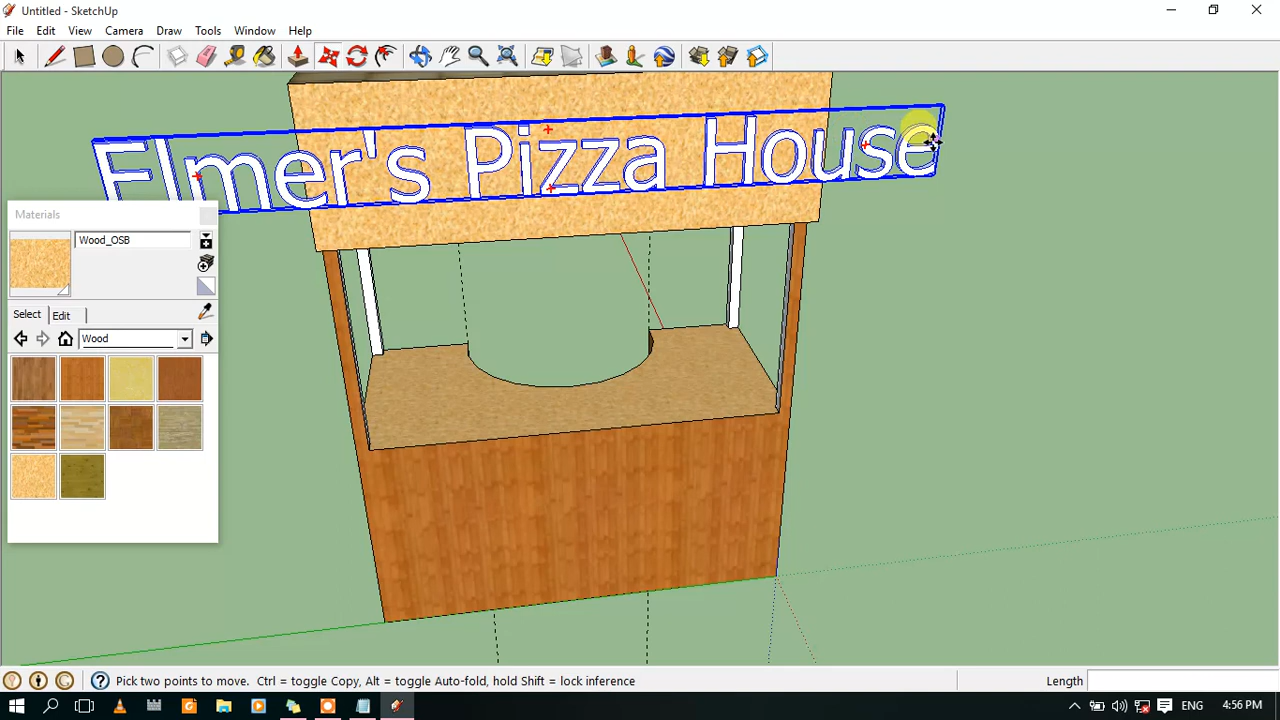 Untitled - SketchUp
File Edit View Camera Draw Tools Window Help
Elmer's Pizza House
Materials
Wood_OSB
Select Edit
Wood
Pick two points to move. Ctrl = toggle Copy, Alt = toggle Auto-fold, hold Shift = lock inference
Length
ENG 4:56 PM